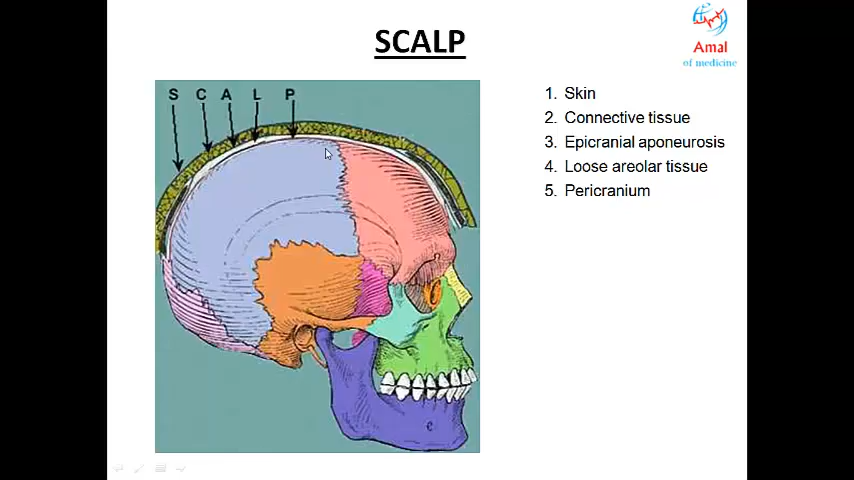 SCALP
Amal
of medicine
S C A L P
1. Skin
2. Connective tissue
3. Epicranial aponeurosis
4. Loose areolar tissue
5. Pericranium